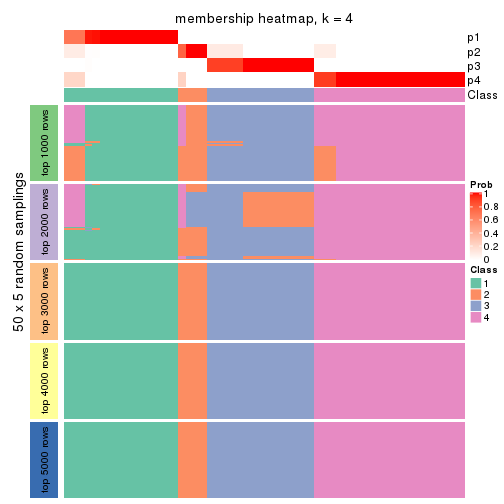 membership heatmap, k = 4
p1
p2
p3
p4
Class
50 x 5 random samplings
top 1000 rows
top 2000 rows
top 3000 rows
top 4000 rows
top 5000 rows
Prob
1
0.8
0.6
0.4
0.2
0
Class
1
2
3
4